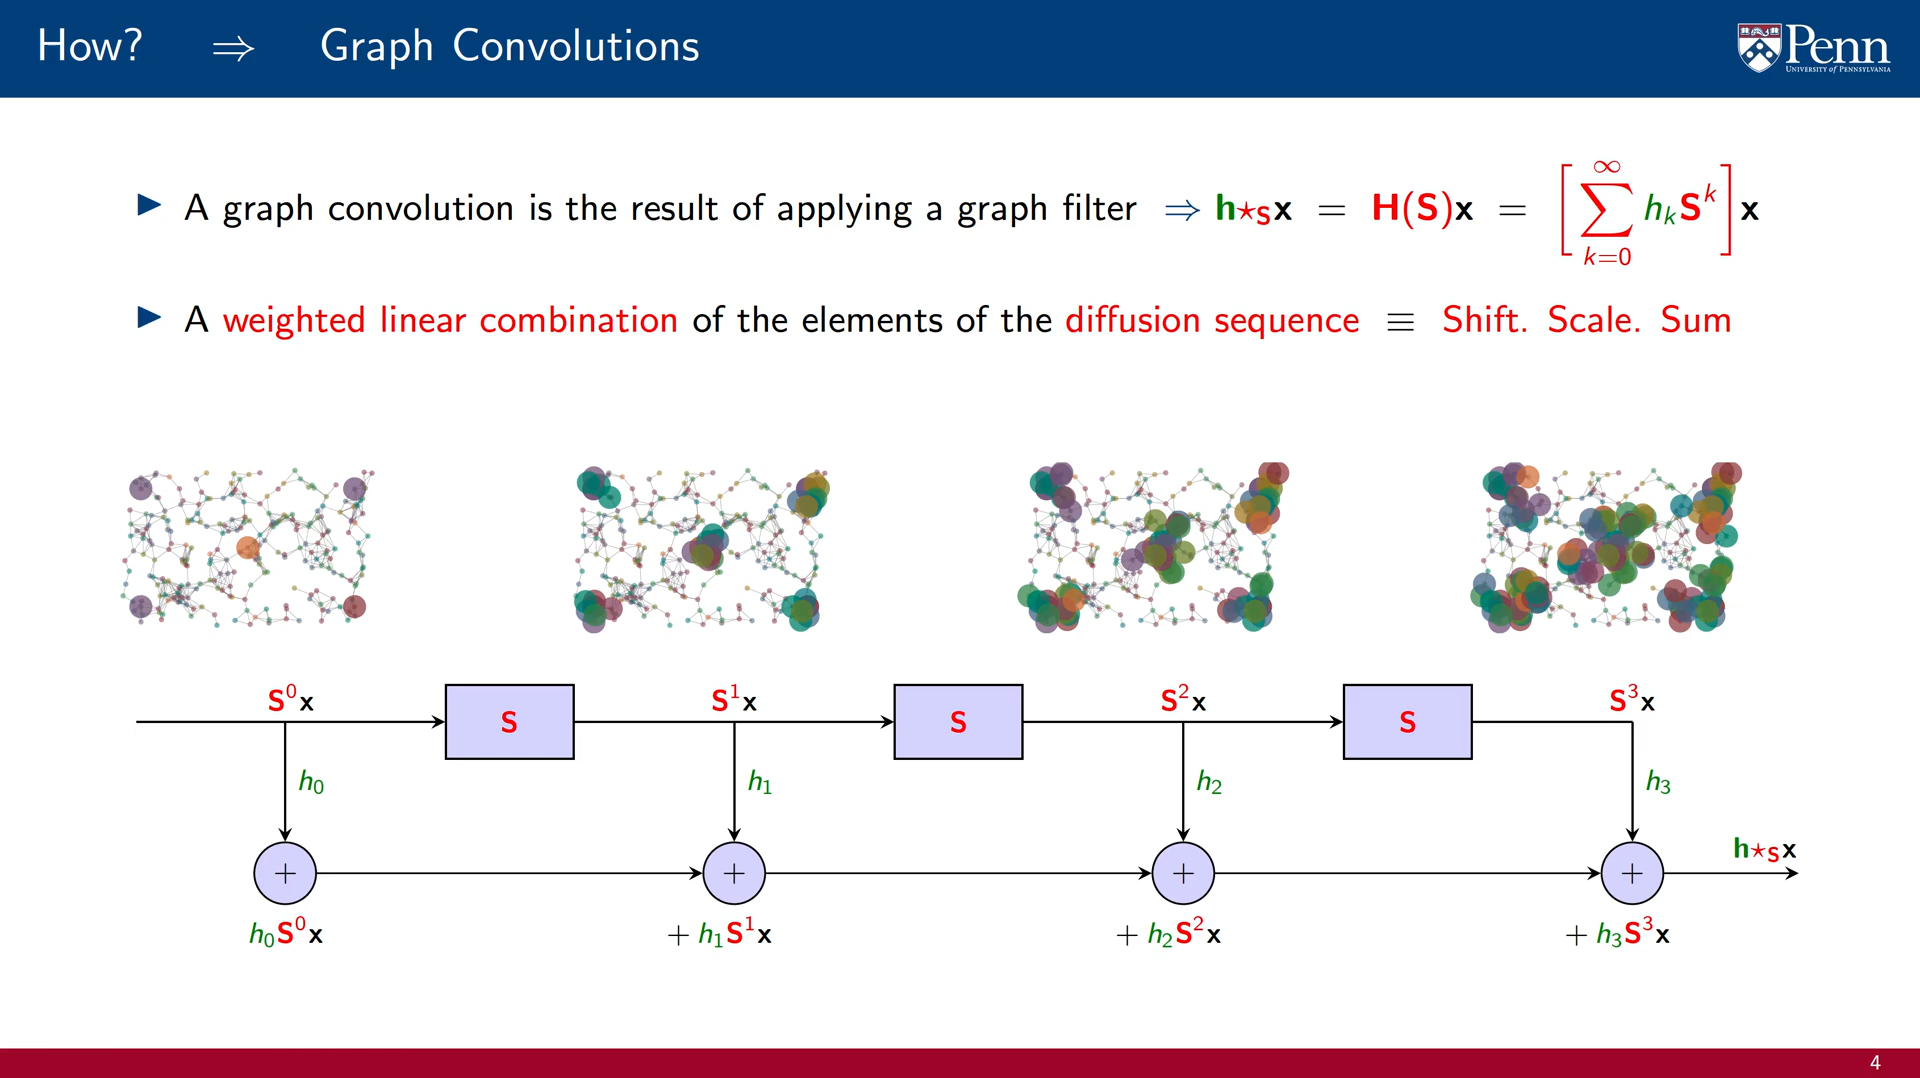 How? ⇒ Graph Convolutions
Penn
UNIVERSITY of PENNSYLVANIA
▶ A graph convolution is the result of applying a graph filter ⇒ h⋆_S x = H(S)x = [∑_{k=0}^{∞} h_k S^k] x
▶ A weighted linear combination of the elements of the diffusion sequence ≡ Shift. Scale. Sum
S^0 x S^1 x S^2 x S^3 x
S S S
h_0 h_1 h_2 h_3
h⋆_S x
+ + + +
h_0 S^0 x + h_1 S^1 x + h_2 S^2 x + h_3 S^3 x
4